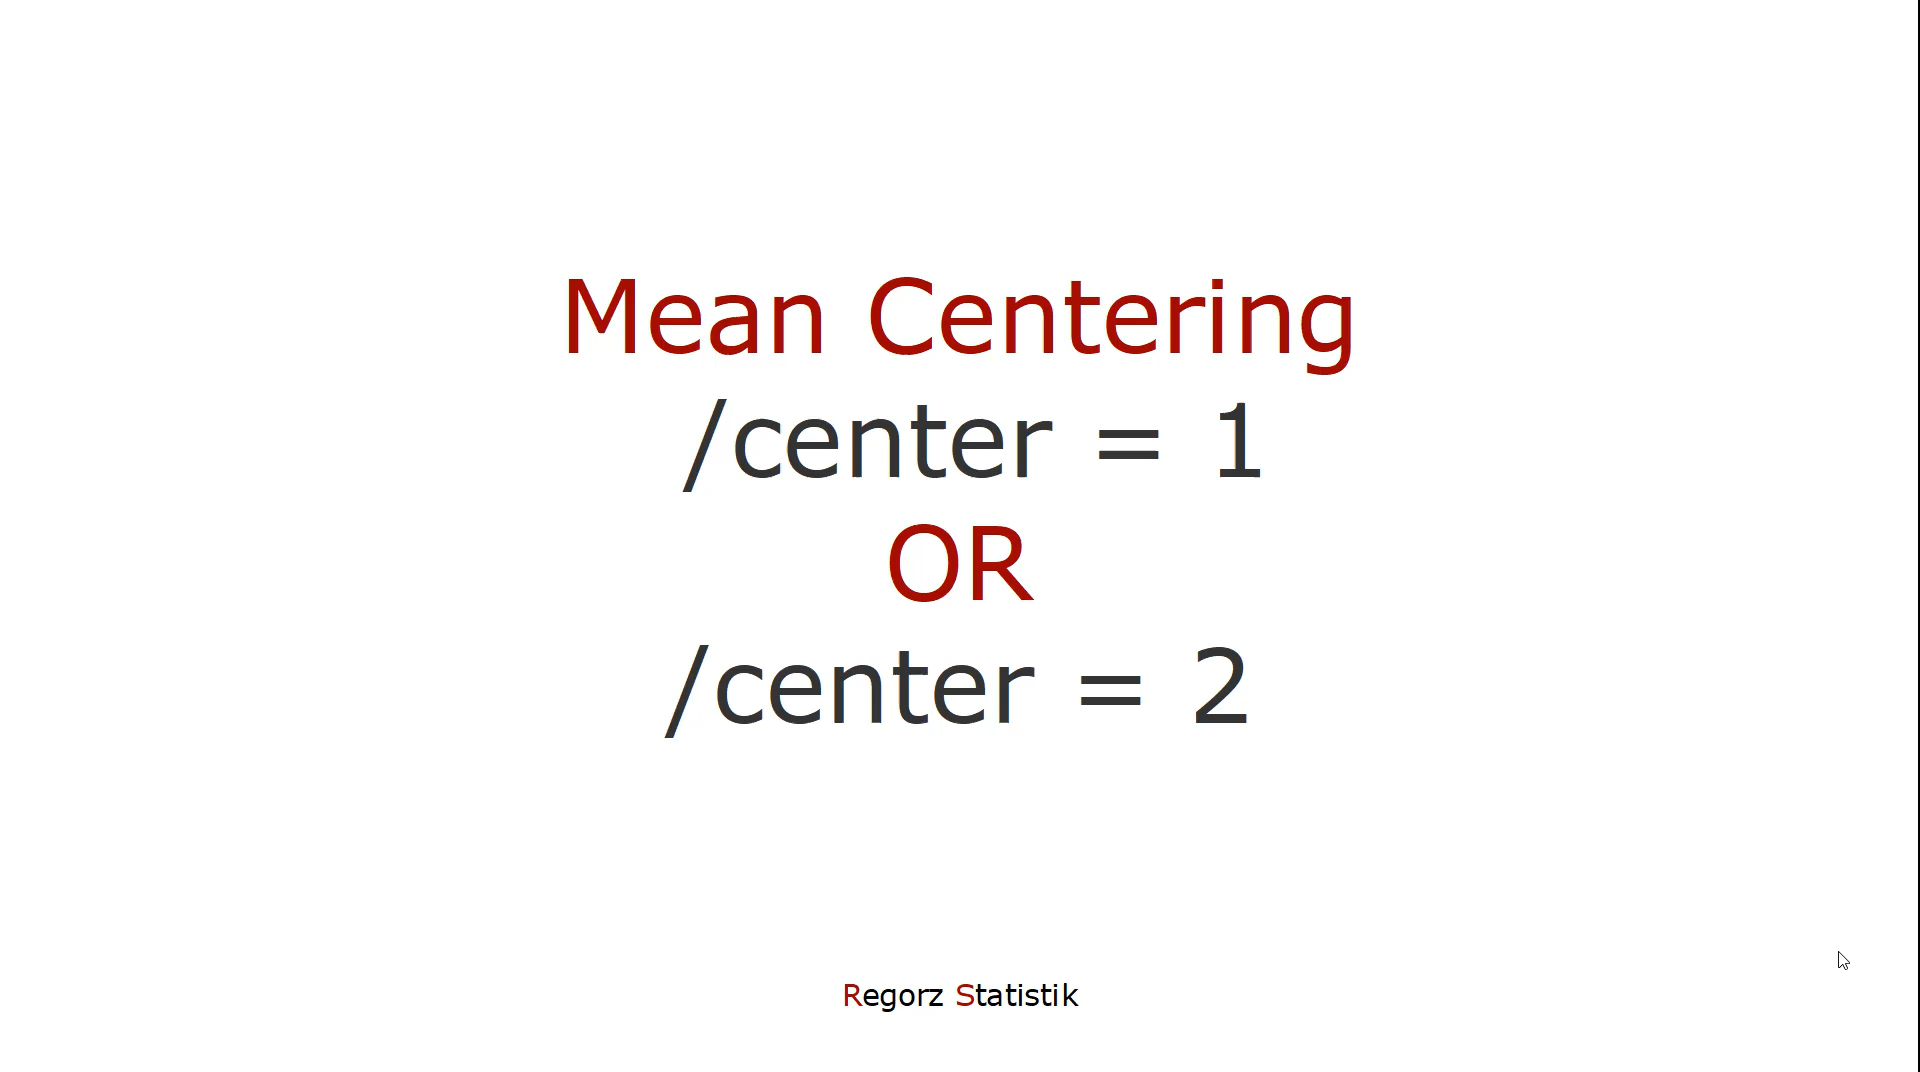 Mean Centering
/center = 1
OR
/center = 2
Regorz Statistik